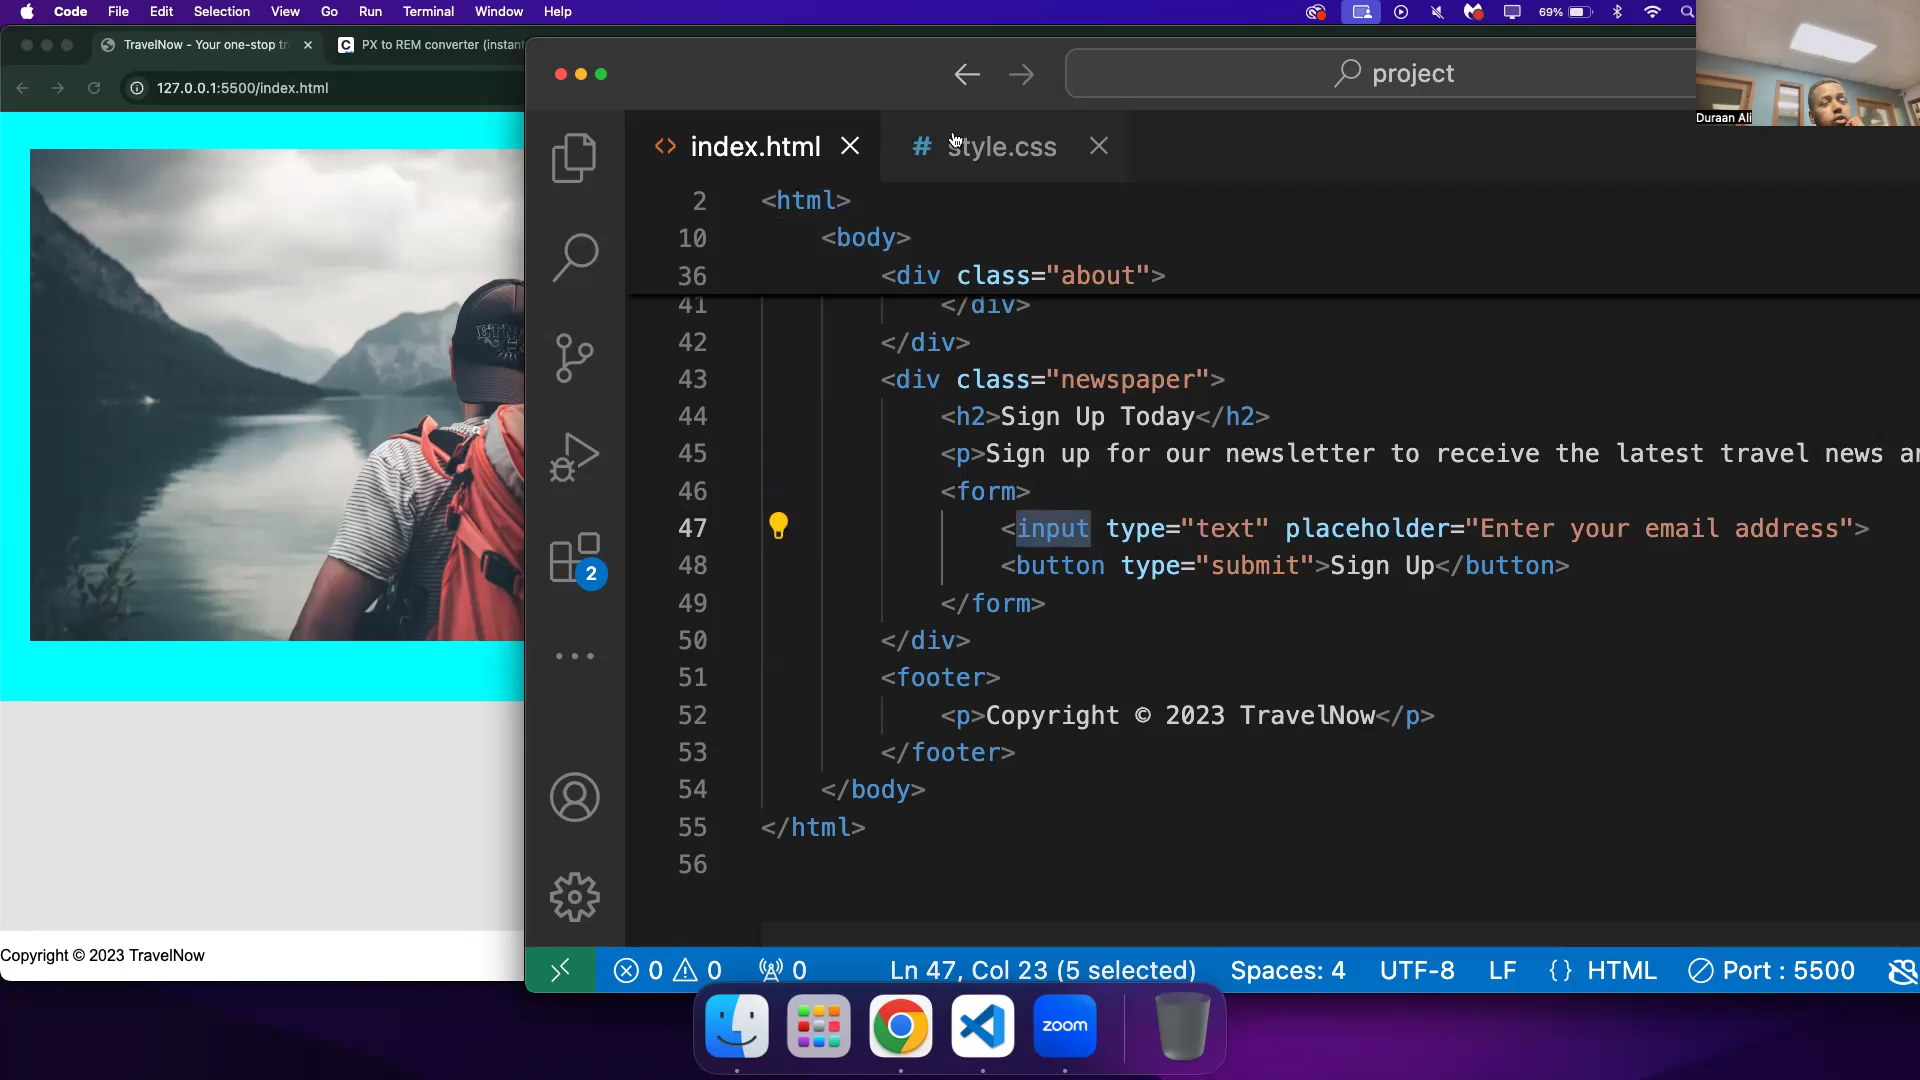 Code File Edit Selection View Go Run Terminal Window Help 69%
TravelNow - Your one-stop tr
PX to REM converter (instant
127.0.0.1:5500/index.html
project
Duraan Ali
index.html
style.css
2 <html>
10 <body>
36 <div class="about">
41 </div>
42 </div>
43 <div class="newspaper">
44 <h2>Sign Up Today</h2>
45 <p>Sign up for our newsletter to receive the latest travel news an
46 <form>
47 <input type="text" placeholder="Enter your email address">
48 <button type="submit">Sign Up</button>
49 </form>
50 </div>
51 <footer>
52 <p>Copyright © 2023 TravelNow</p>
53 </footer>
54 </body>
55 </html>
56
2
Copyright © 2023 TravelNow
0 0 0 Ln 47, Col 23 (5 selected) Spaces: 4 UTF-8 LF {} HTML Port : 5500
zoom